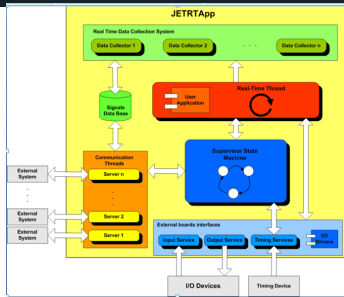 JETRTApp
Real Time Data Collection System
Data Collector 1
Data Collector 2
. . .
Data Collector n
Real-Time Thread
User
Application
Signals
Data Base
Communication
Threads
Supervisor State
Machine
External
System
Server n
External
System
Server 2
External
System
Server 1
External boards interfaces
Input Service
Output Service
Timing Services
I/O
Drivers
I/O Devices
Timing Device